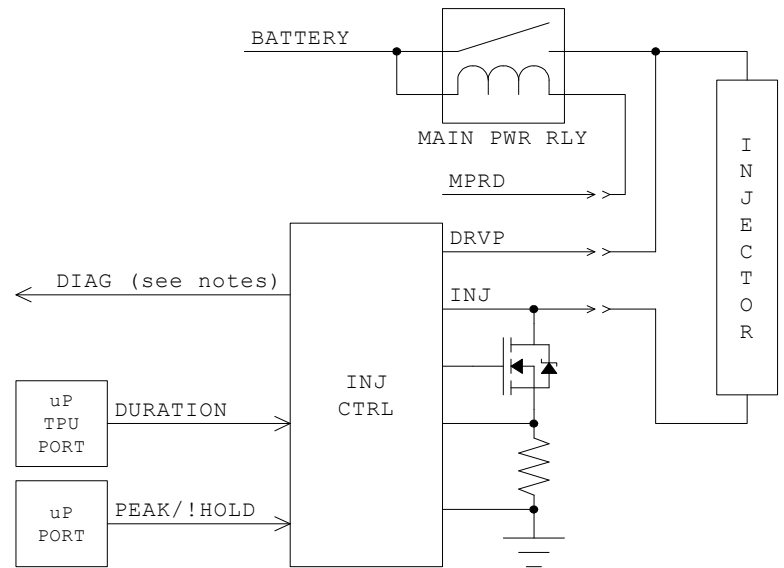 BATTERY
MAIN PWR RLY
MPRD
DRVP
DIAG (see notes)
INJ
INJECTOR
INJ
CTRL
uP
TPU
PORT
DURATION
uP
PORT
PEAK/!HOLD